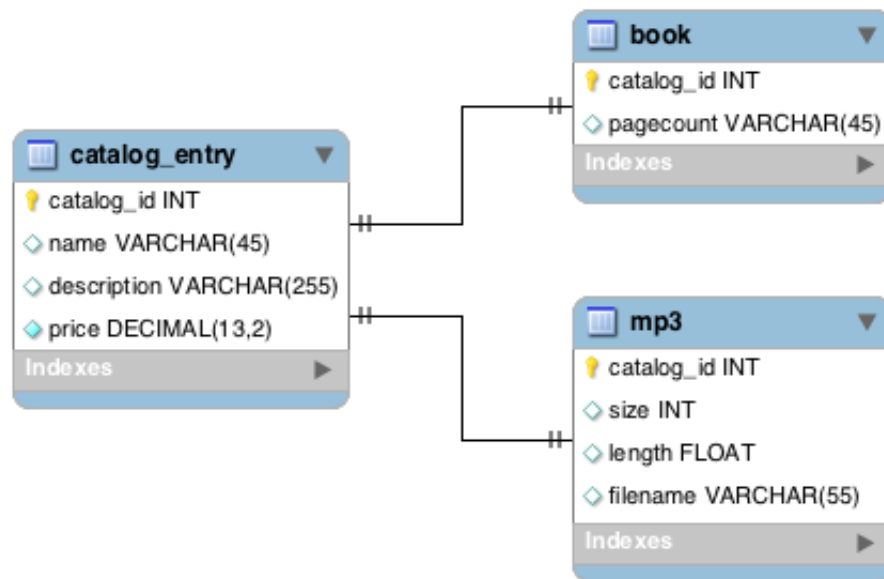 book
catalog_id INT
pagecount VARCHAR(45)
Indexes
catalog_entry
catalog_id INT
name VARCHAR(45)
description VARCHAR(255)
price DECIMAL(13,2)
Indexes
mp3
catalog_id INT
size INT
length FLOAT
filename VARCHAR(55)
Indexes